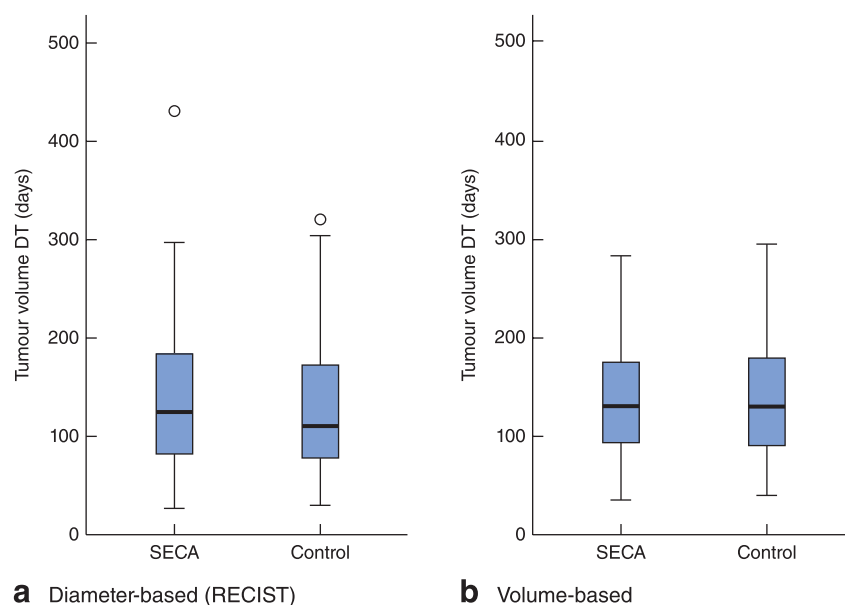 500
400
300
200
100
0
Tumour volume DT (days)
SECA
Control
a Diameter-based (RECIST)
500
400
300
200
100
0
Tumour volume DT (days)
SECA
Control
b Volume-based